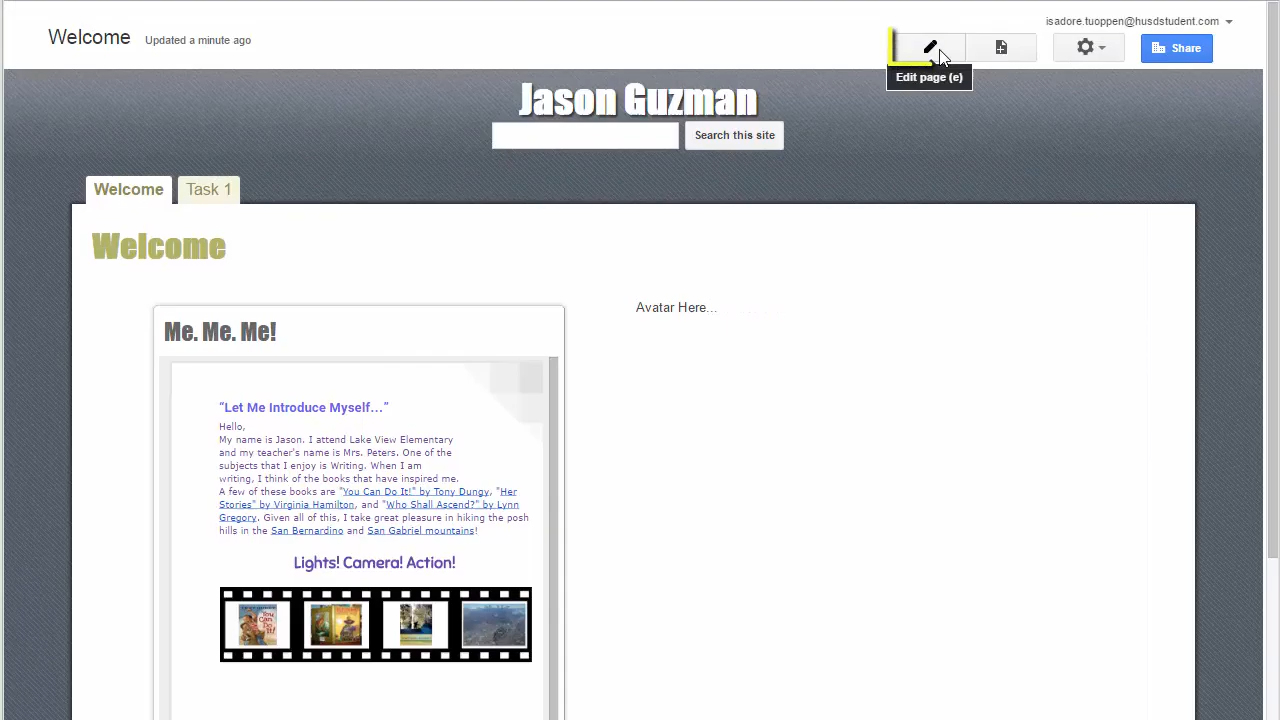 isadore.tuoppen@husdstudent.com
Welcome Updated a minute ago
Share
Edit page (e)
Jason Guzman
Search this site
Welcome Task 1
Welcome
Avatar Here...
Me. Me. Me!
“Let Me Introduce Myself...”
Hello,
My name is Jason. I attend Lake View Elementary
and my teacher's name is Mrs. Peters. One of the
subjects that I enjoy is Writing. When I am
writing, I think of the books that have inspired me.
A few of these books are "You Can Do It!" by Tony Dungy, "Her
Stories" by Virginia Hamilton, and "Who Shall Ascend?" by Lynn
Gregory. Given all of this, I take great pleasure in hiking the posh
hills in the San Bernardino and San Gabriel mountains!
Lights! Camera! Action!
You
Can
Do
It!